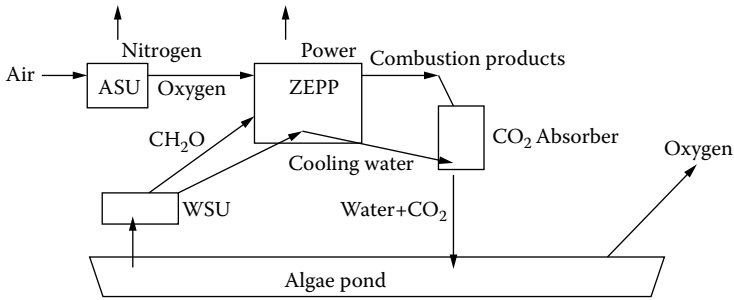 Nitrogen
Power
Combustion products
Air
ASU
Oxygen
ZEPP
CH₂O
CO₂ Absorber
Cooling water
Oxygen
WSU
Water+CO₂
Algae pond